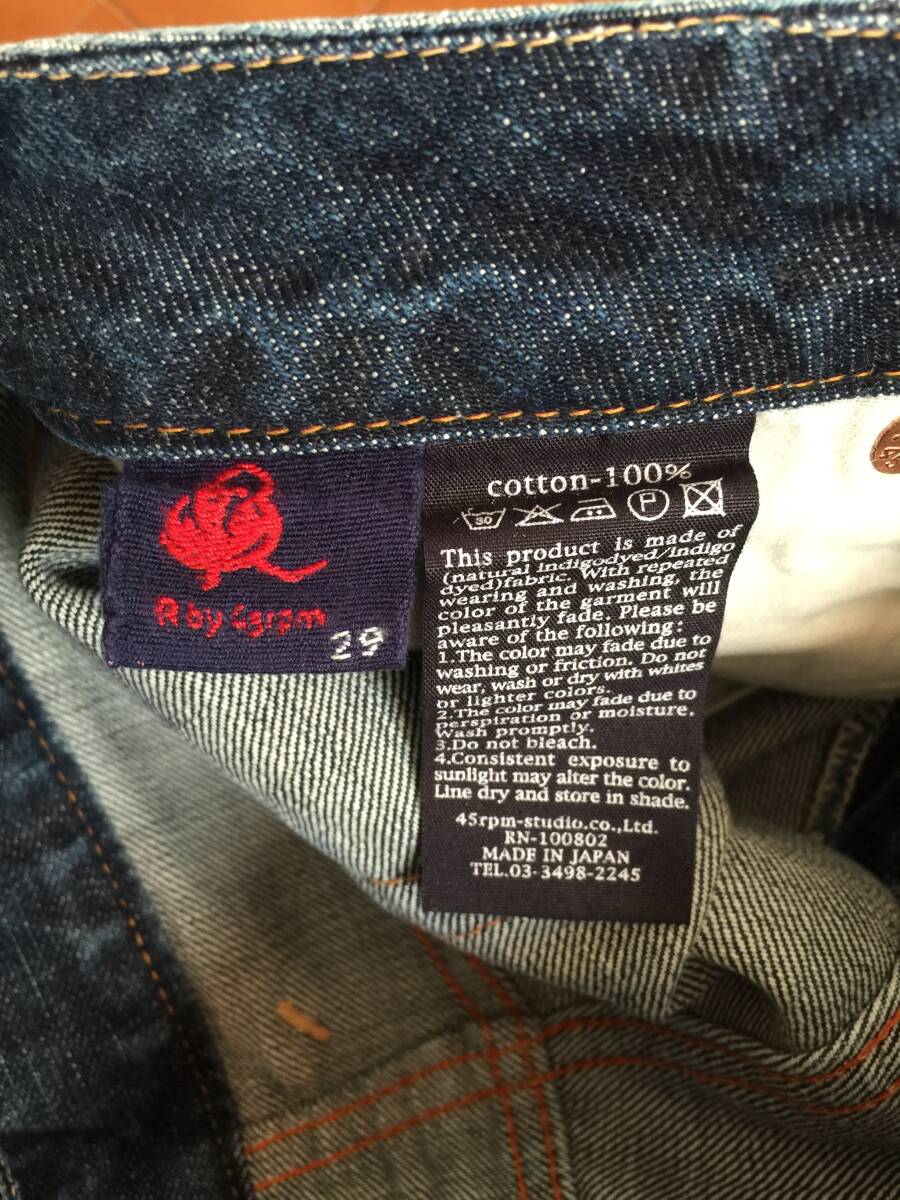 R by 45rpm
29
cotton-100%
30
P
This product is made of
(natural indigodyed/indigo
dyed)fabric. With repeated
wearing and washing, the
color of the garment will
pleasantly fade. Please be
aware of the following:
1.The color may fade due to
washing or friction. Do not
wear, wash or dry with whites
or lighter colors.
2.The color may fade due to
perspiration or moisture.
Wash promptly.
3.Do not bleach.
4.Consistent exposure to
sunlight may alter the color.
Line dry and store in shade.
45rpm-studio.co.,Ltd.
RN-100802
MADE IN JAPAN
TEL.03-3498-2245